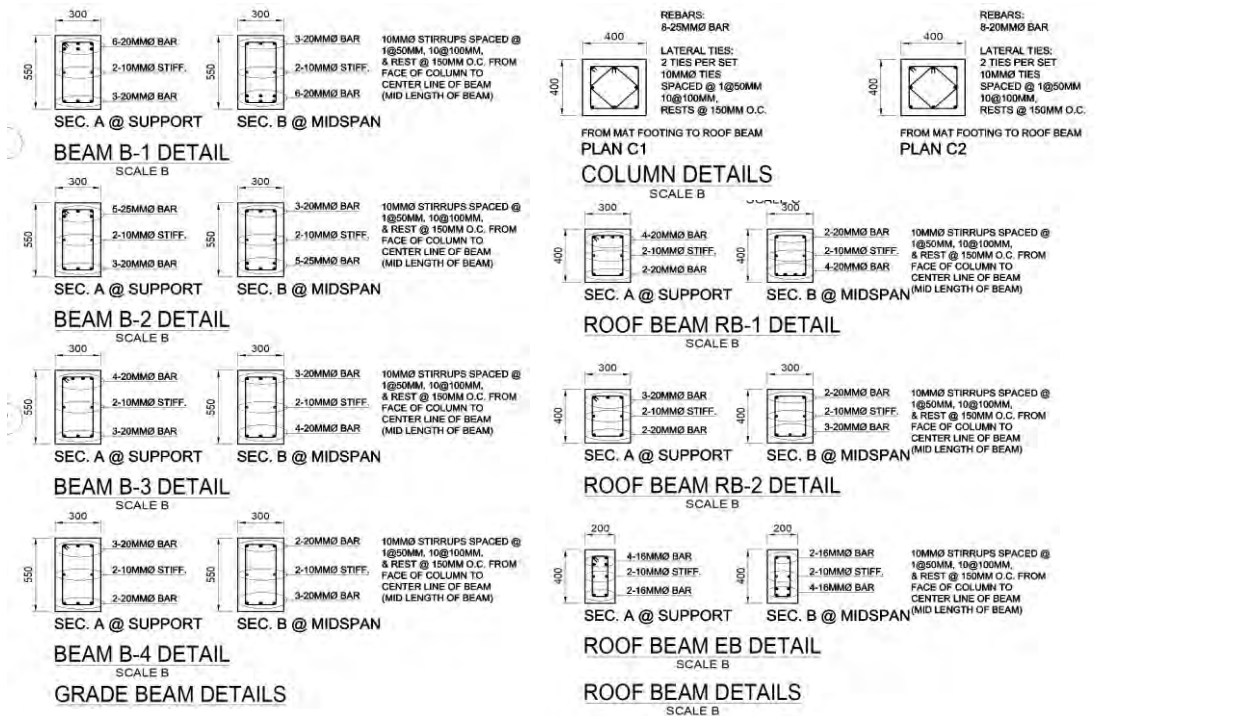 300
550
6-20MMØ BAR
2-10MMØ STIFF.
3-20MMØ BAR
SEC. A @ SUPPORT
300
550
3-20MMØ BAR
2-10MMØ STIFF.
6-20MMØ BAR
SEC. B @ MIDSPAN
10MMØ STIRRUPS SPACED @
1@50MM, 10@100MM,
& REST @ 150MM O.C. FROM
FACE OF COLUMN TO
CENTER LINE OF BEAM
(MID LENGTH OF BEAM)
BEAM B-1 DETAIL
SCALE B
300
550
5-25MMØ BAR
2-10MMØ STIFF.
3-20MMØ BAR
SEC. A @ SUPPORT
300
550
3-20MMØ BAR
2-10MMØ STIFF.
5-25MMØ BAR
SEC. B @ MIDSPAN
10MMØ STIRRUPS SPACED @
1@50MM, 10@100MM,
& REST @ 150MM O.C. FROM
FACE OF COLUMN TO
CENTER LINE OF BEAM
(MID LENGTH OF BEAM)
BEAM B-2 DETAIL
SCALE B
300
550
4-20MMØ BAR
2-10MMØ STIFF.
3-20MMØ BAR
SEC. A @ SUPPORT
300
550
3-20MMØ BAR
2-10MMØ STIFF.
4-20MMØ BAR
SEC. B @ MIDSPAN
10MMØ STIRRUPS SPACED @
1@50MM, 10@100MM,
& REST @ 150MM O.C. FROM
FACE OF COLUMN TO
CENTER LINE OF BEAM
(MID LENGTH OF BEAM)
BEAM B-3 DETAIL
SCALE B
300
550
3-20MMØ BAR
2-10MMØ STIFF.
2-20MMØ BAR
SEC. A @ SUPPORT
300
550
2-20MMØ BAR
2-10MMØ STIFF.
3-20MMØ BAR
SEC. B @ MIDSPAN
10MMØ STIRRUPS SPACED @
1@50MM, 10@100MM,
& REST @ 150MM O.C. FROM
FACE OF COLUMN TO
CENTER LINE OF BEAM
(MID LENGTH OF BEAM)
BEAM B-4 DETAIL
SCALE B
GRADE BEAM DETAILS
400
400
REBARS:
8-25MMØ BAR
LATERAL TIES:
2 TIES PER SET
10MMØ TIES
SPACED @ 1@50MM
10@100MM,
RESTS @ 150MM O.C.
FROM MAT FOOTING TO ROOF BEAM
PLAN C1
400
400
REBARS:
8-20MMØ BAR
LATERAL TIES:
2 TIES PER SET
10MMØ TIES
SPACED @ 1@50MM
10@100MM,
RESTS @ 150MM O.C.
FROM MAT FOOTING TO ROOF BEAM
PLAN C2
COLUMN DETAILS
SCALE B
300
400
4-20MMØ BAR
2-10MMØ STIFF.
2-20MMØ BAR
SEC. A @ SUPPORT
300
400
2-20MMØ BAR
2-10MMØ STIFF.
4-20MMØ BAR
SEC. B @ MIDSPAN
10MMØ STIRRUPS SPACED @
1@50MM, 10@100MM,
& REST @ 150MM O.C. FROM
FACE OF COLUMN TO
CENTER LINE OF BEAM
(MID LENGTH OF BEAM)
ROOF BEAM RB-1 DETAIL
SCALE B
300
400
3-20MMØ BAR
2-10MMØ STIFF.
2-20MMØ BAR
SEC. A @ SUPPORT
300
400
2-20MMØ BAR
2-10MMØ STIFF.
3-20MMØ BAR
SEC. B @ MIDSPAN
10MMØ STIRRUPS SPACED @
1@50MM, 10@100MM,
& REST @ 150MM O.C. FROM
FACE OF COLUMN TO
CENTER LINE OF BEAM
(MID LENGTH OF BEAM)
ROOF BEAM RB-2 DETAIL
SCALE B
200
400
4-16MMØ BAR
2-10MMØ STIFF.
2-16MMØ BAR
SEC. A @ SUPPORT
200
400
2-16MMØ BAR
2-10MMØ STIFF.
4-16MMØ BAR
SEC. B @ MIDSPAN
10MMØ STIRRUPS SPACED @
1@50MM, 10@100MM,
& REST @ 150MM O.C. FROM
FACE OF COLUMN TO
CENTER LINE OF BEAM
(MID LENGTH OF BEAM)
ROOF BEAM EB DETAIL
SCALE B
ROOF BEAM DETAILS
SCALE B